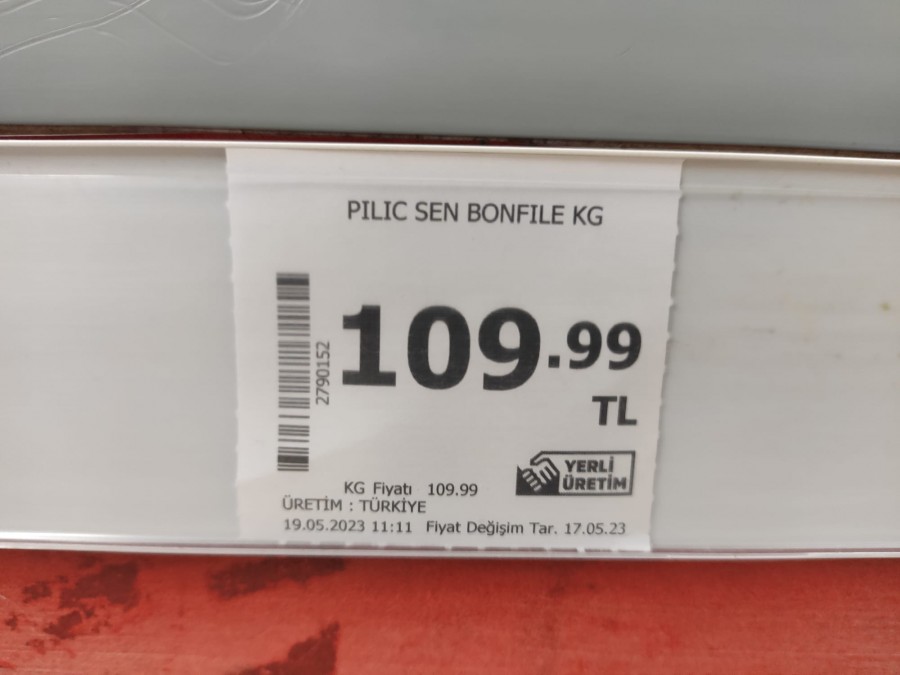 PILIC SEN BONFILE KG
2790152
109.99
TL
YERLİ
ÜRETİM
KG Fiyatı 109.99
ÜRETİM : TÜRKİYE
19.05.2023 11:11 Fiyat Değişim Tar. 17.05.23